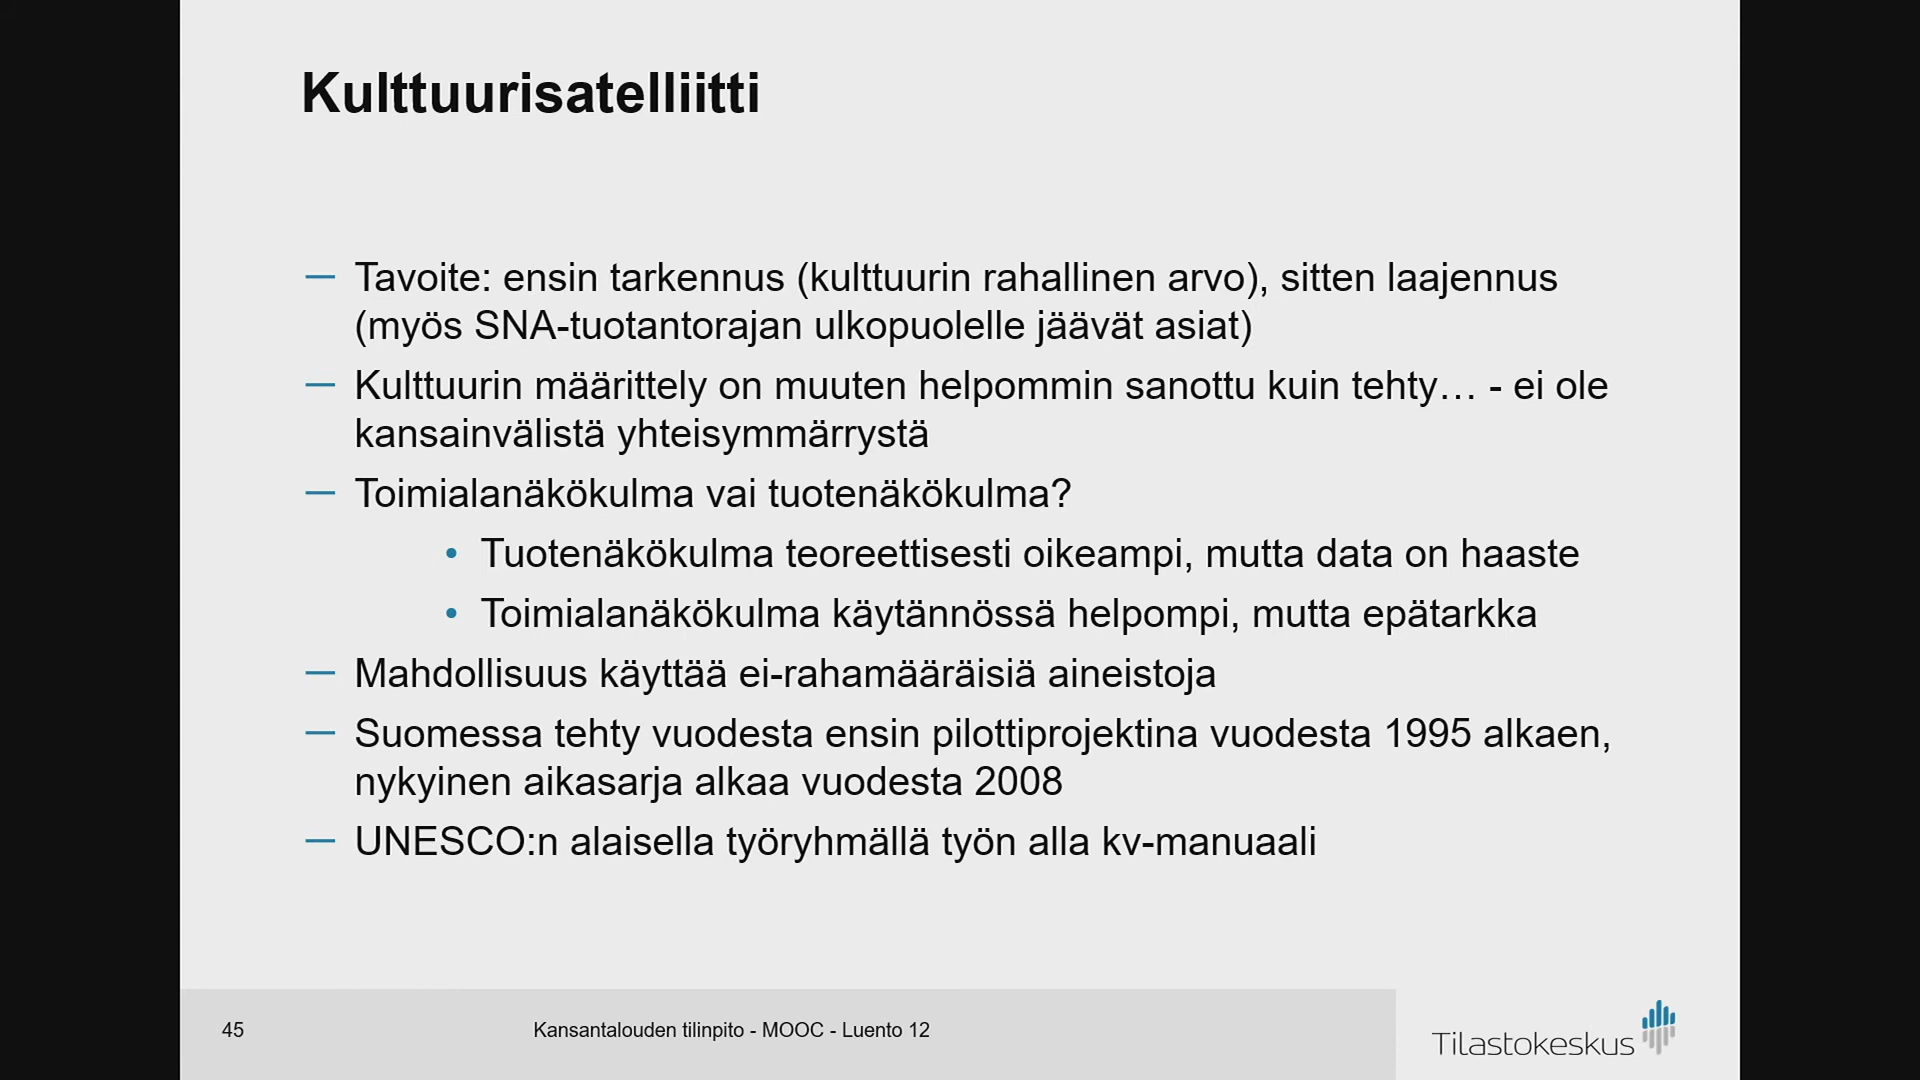 Kulttuurisatelliitti
— Tavoite: ensin tarkennus (kulttuurin rahallinen arvo), sitten laajennus
(myös SNA-tuotantorajan ulkopuolelle jäävät asiat)
— Kulttuurin määrittely on muuten helpommin sanottu kuin tehty… - ei ole
kansainvälistä yhteisymmärrystä
— Toimialanäkökulma vai tuotenäkökulma?
• Tuotenäkökulma teoreettisesti oikeampi, mutta data on haaste
• Toimialanäkökulma käytännössä helpompi, mutta epätarkka
— Mahdollisuus käyttää ei-rahamääräisiä aineistoja
— Suomessa tehty vuodesta ensin pilottiprojektina vuodesta 1995 alkaen,
nykyinen aikasarja alkaa vuodesta 2008
— UNESCO:n alaisella työryhmällä työn alla kv-manuaali
45
Kansantalouden tilinpito - MOOC - Luento 12
Tilastokeskus